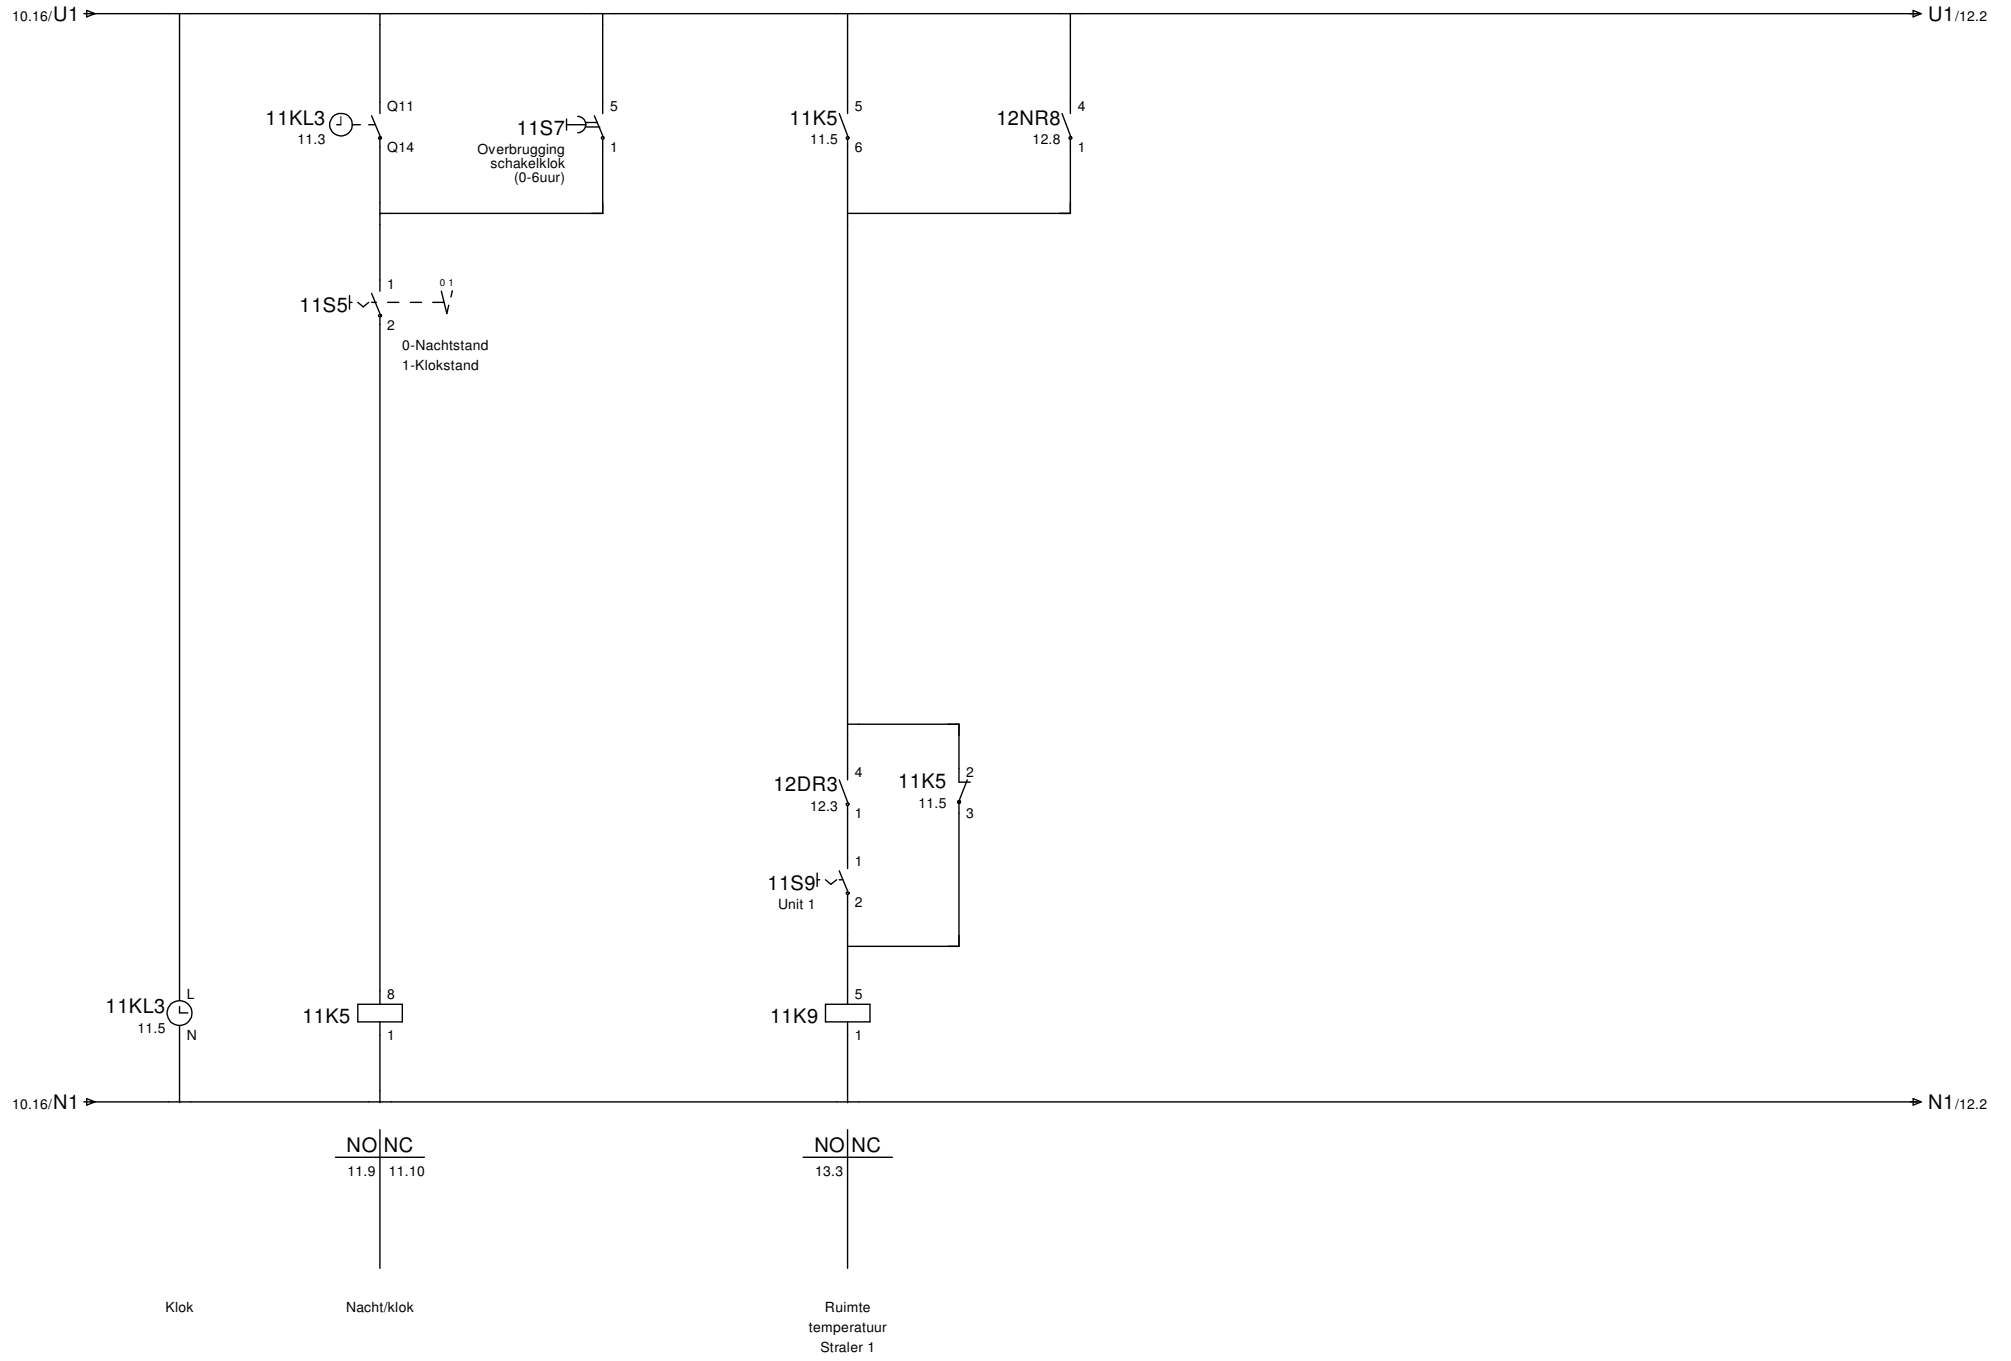 10.16/U1
U1/12.2
11KL3
11.3
Q11
Q14
11S7
Overbrugging
schakelklok
(0-6uur)
5
1
11K5
11.5
5
6
12NR8
12.8
4
1
11S5
1
2
0 1
0-Nachtstand
1-Klokstand
12DR3
12.3
4
1
11K5
11.5
2
3
11S9
Unit 1
1
2
11KL3
11.5
L
N
11K5
8
1
11K9
5
1
10.16/N1
N1/12.2
NO NC
11.9 11.10
NO NC
13.3
Klok
Nacht/klok
Ruimte
temperatuur
Straler 1